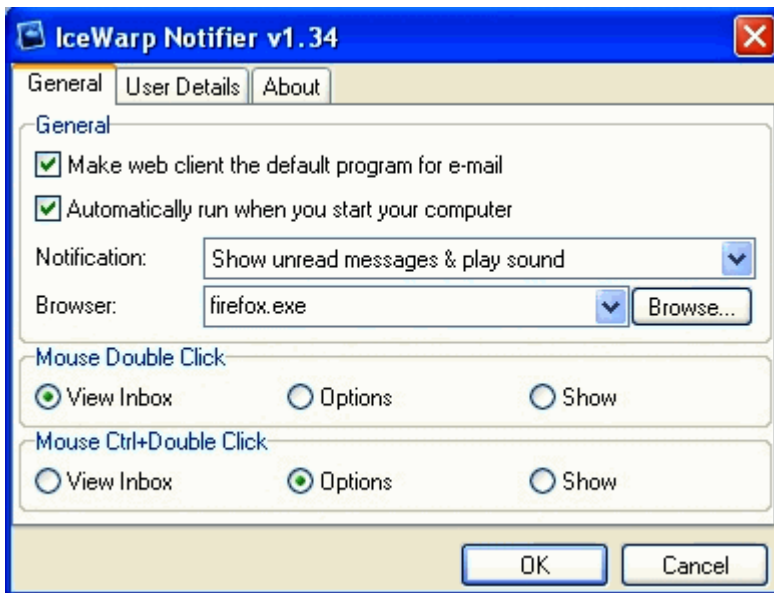 IceWarp Notifier v1.34
General User Details About
General
Make web client the default program for e-mail
Automatically run when you start your computer
Notification: Show unread messages & play sound
Browser: firefox.exe Browse...
Mouse Double Click
View Inbox Options Show
Mouse Ctrl+Double Click
View Inbox Options Show
OK Cancel